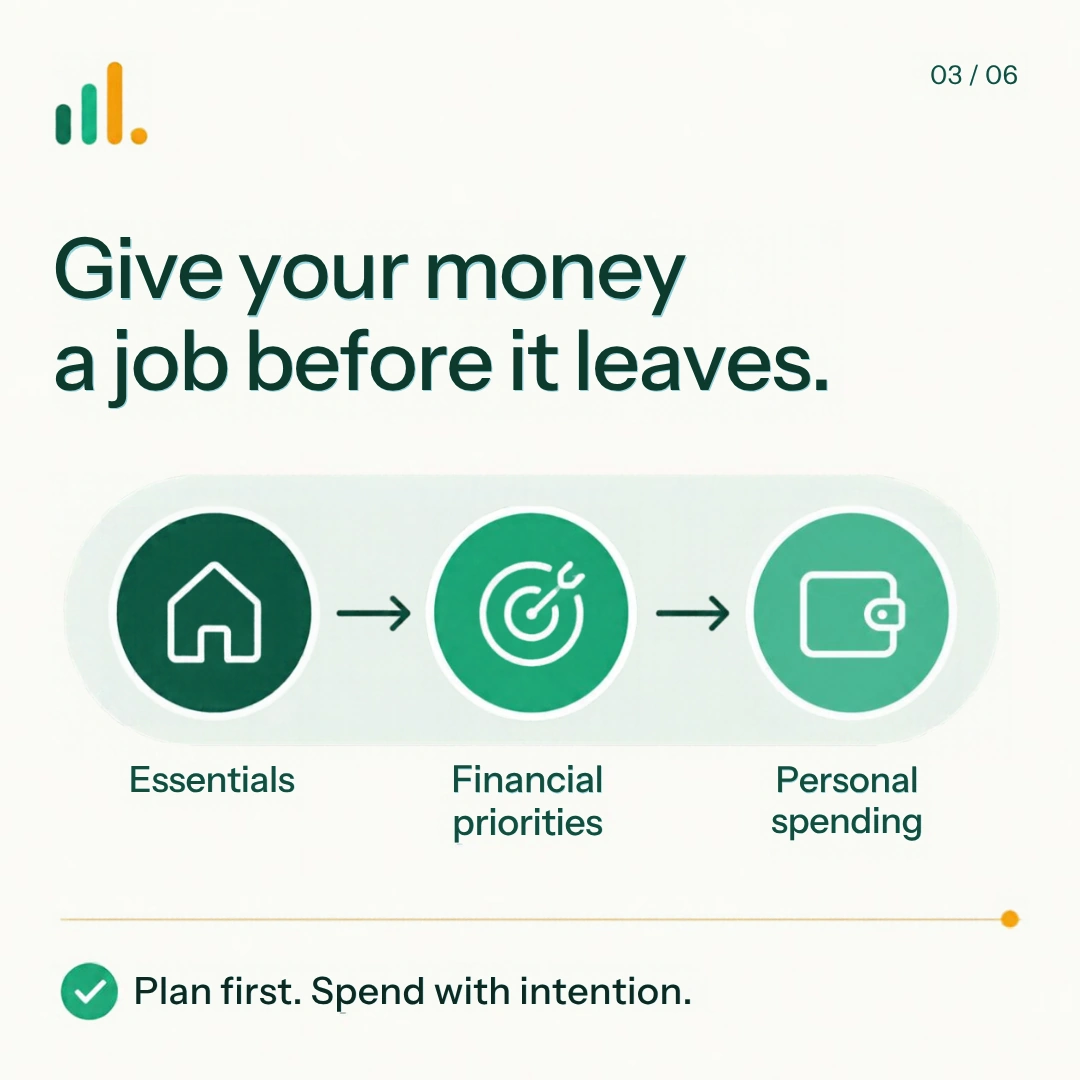 03 / 06
Give your money
a job before it leaves.
Essentials
Financial
priorities
Personal
spending
Plan first. Spend with intention.